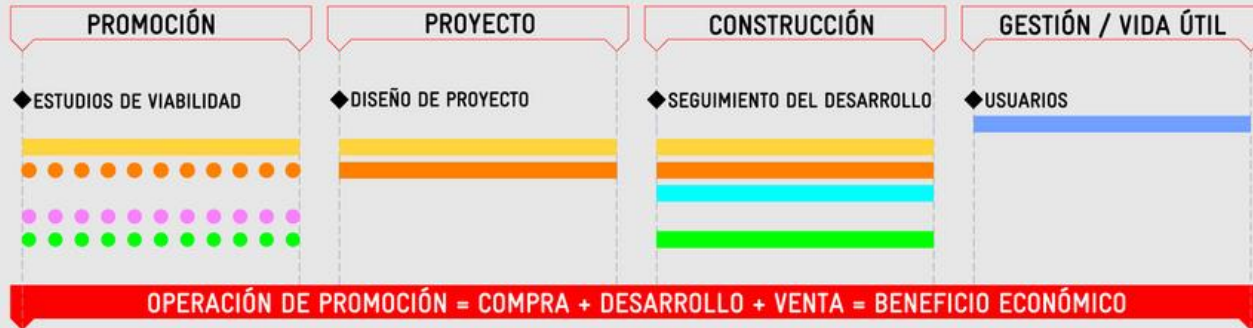 PROMOCIÓN
PROYECTO
CONSTRUCCIÓN
GESTIÓN / VIDA ÚTIL
ESTUDIOS DE VIABILIDAD
DISEÑO DE PROYECTO
SEGUIMIENTO DEL DESARROLLO
USUARIOS
OPERACIÓN DE PROMOCIÓN = COMPRA + DESARROLLO + VENTA = BENEFICIO ECONÓMICO